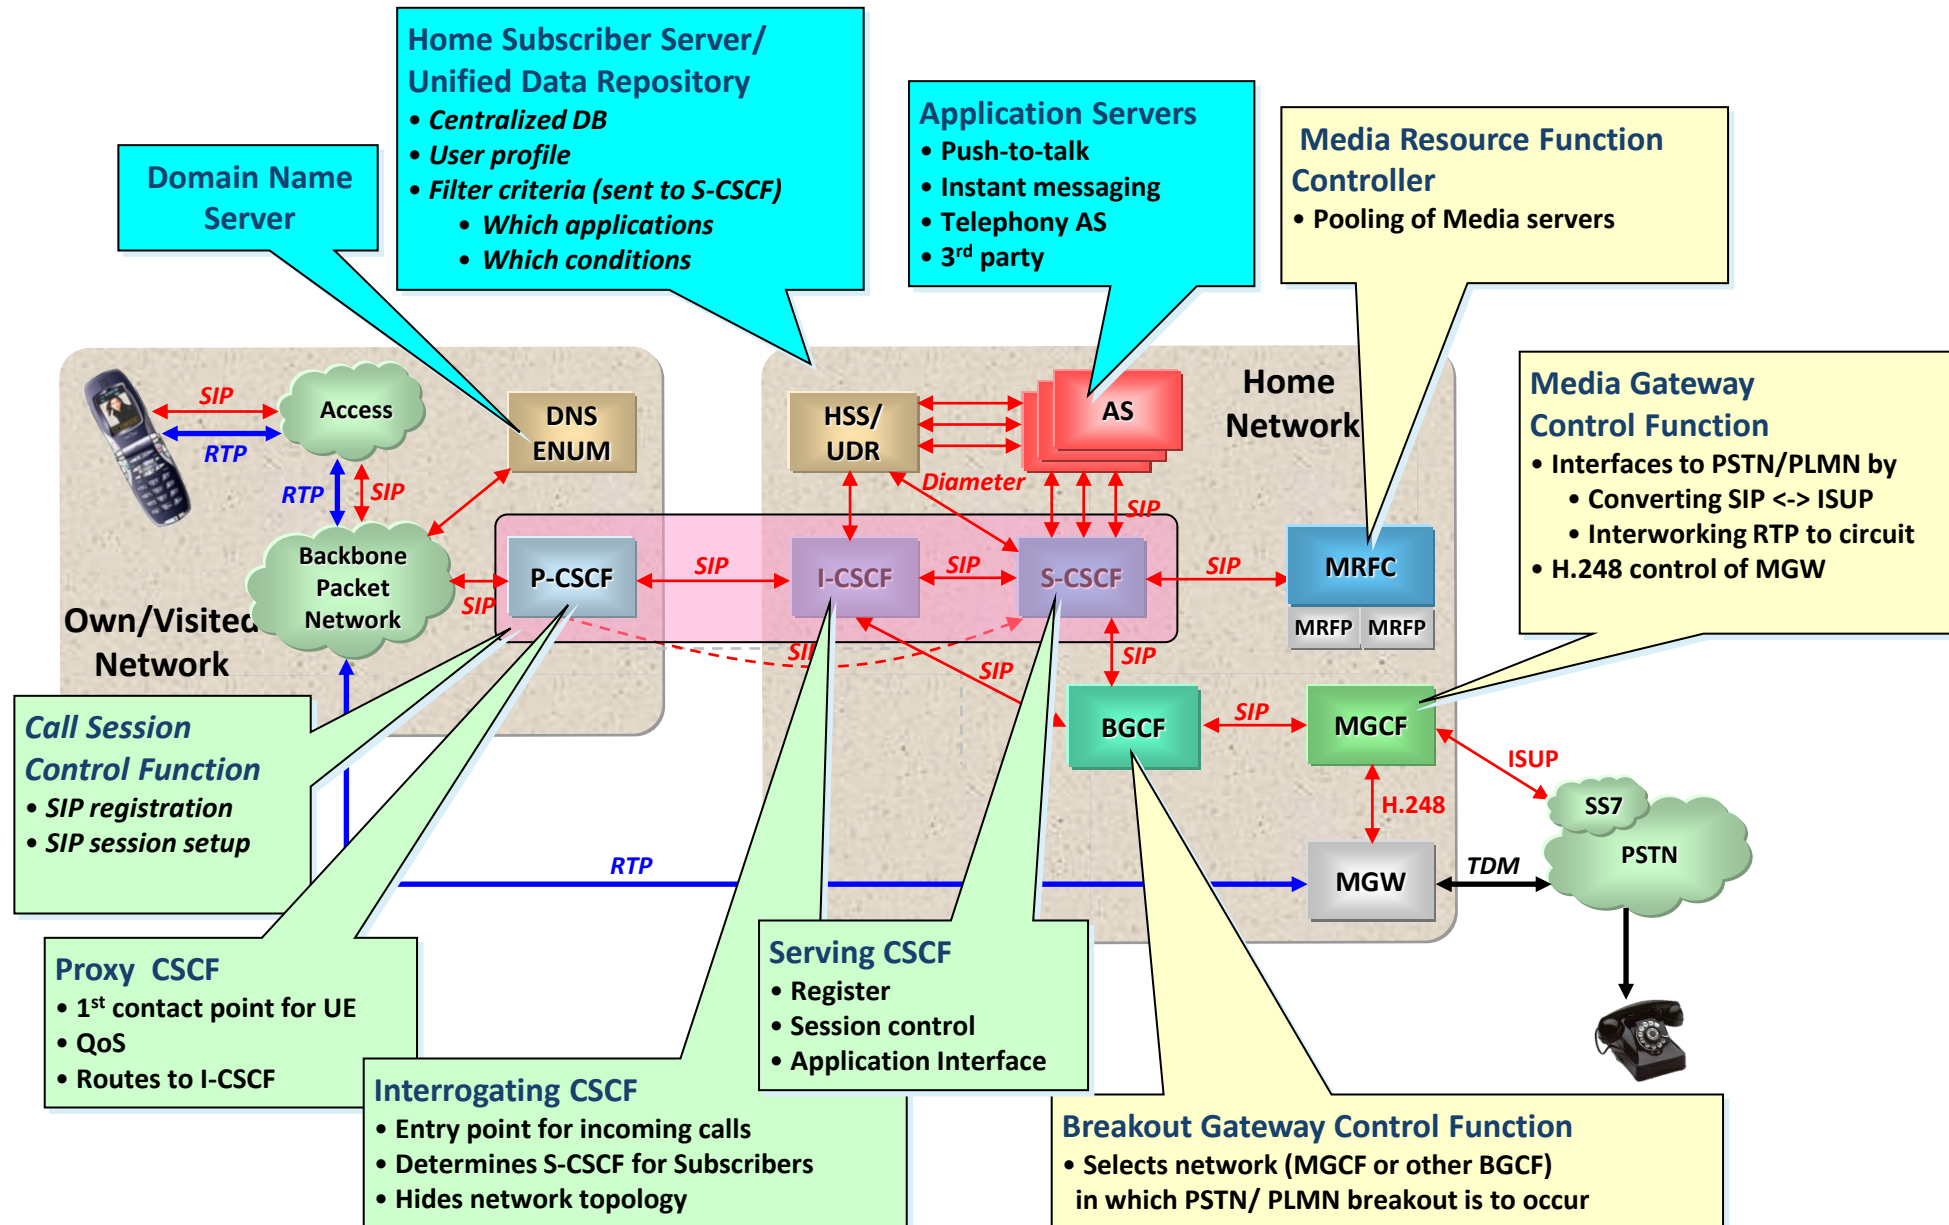 Home Subscriber Server/
Unified Data Repository
• Centralized DB
• User profile
• Filter criteria (sent to S-CSCF)
• Which applications
• Which conditions
Application Servers
• Push-to-talk
• Instant messaging
• Telephony AS
• 3rd party
Media Resource Function
Controller
• Pooling of Media servers
Domain Name
Server
Media Gateway
Control Function
• Interfaces to PSTN/PLMN by
• Converting SIP <-> ISUP
• Interworking RTP to circuit
• H.248 control of MGW
SIP
RTP
Access
RTP
SIP
DNS
ENUM
HSS/
UDR
AS
Home
Network
Diameter
SIP
Backbone
Packet
Network
SIP
P-CSCF
SIP
I-CSCF
SIP
S-CSCF
SIP
MRFC
MRFP
MRFP
Own/Visited
Network
SIP
SIP
SIP
BGCF
SIP
MGCF
ISUP
H.248
SS7
PSTN
RTP
MGW
TDM
Call Session
Control Function
• SIP registration
• SIP session setup
Proxy CSCF
• 1st contact point for UE
• QoS
• Routes to I-CSCF
Interrogating CSCF
• Entry point for incoming calls
• Determines S-CSCF for Subscribers
• Hides network topology
Serving CSCF
• Register
• Session control
• Application Interface
Breakout Gateway Control Function
• Selects network (MGCF or other BGCF)
in which PSTN/ PLMN breakout is to occur